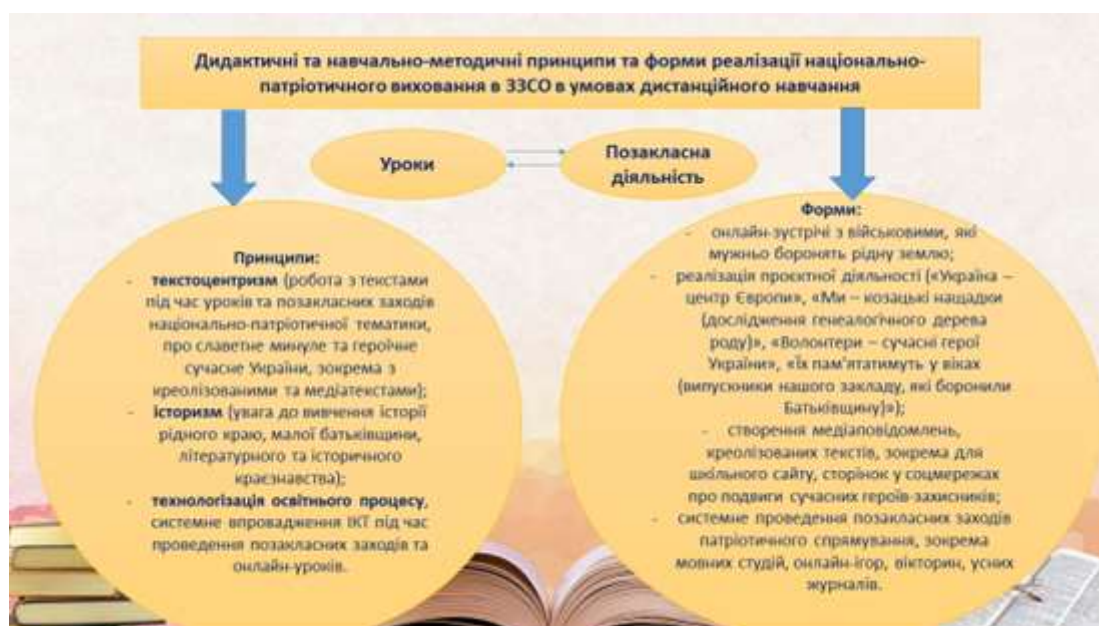 Дидактичні та навчально-методичні принципи та форми реалізації національно-
патріотичного виховання в ЗЗСО в умовах дистанційного навчання
Уроки
Позакласна
діяльність
Принципи:
- текстоцентризм (робота з текстами
під час уроків та позакласних заходів
національно-патріотичної тематики,
про славетне минуле та героїчне
сучасне України, зокрема з
креолізованими та медіатекстами);
- історизм (увага до вивчення історії
рідного краю, малої батьківщини,
літературного та історичного
краєзнавства);
- технологізація освітнього процесу,
системне впровадження ІКТ під час
проведення позакласних заходів та
онлайн-уроків.
Форми:
- онлайн-зустрічі з військовими, які
мужньо боронять рідну землю;
- реалізація проєктної діяльності («Україна –
центр Європи», «Ми – козацькі нащадки
(дослідження генеалогічного дерева
роду)», «Волонтери – сучасні герої
України», «Їх пам'ятатимуть у віках
(випускники нашого закладу, які боронили
Батьківщину)»);
- створення медіаповідомлень,
креолізованих текстів, зокрема для
шкільного сайту, сторінок у соцмережах
про подвиги сучасних героїв-захисників;
- системне проведення позакласних заходів
патріотичного спрямування, зокрема
мовних студій, онлайн-ігор, вікторин, усних
журналів.